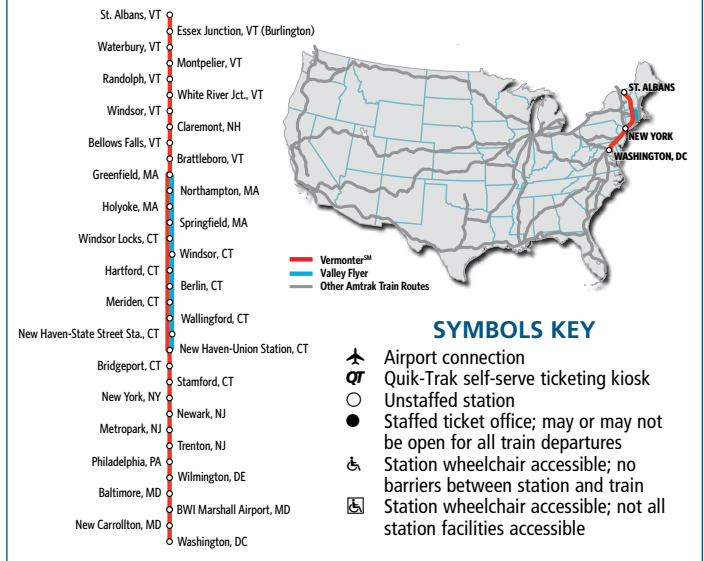 St. Albans, VT
Essex Junction, VT (Burlington)
Waterbury, VT
Montpelier, VT
Randolph, VT
White River Jct., VT
Windsor, VT
Claremont, NH
Bellows Falls, VT
Brattleboro, VT
Greenfield, MA
Northampton, MA
Holyoke, MA
Springfield, MA
Windsor Locks, CT
Windsor, CT
Hartford, CT
Berlin, CT
Meriden, CT
Wallingford, CT
New Haven-State Street Sta., CT
New Haven-Union Station, CT
Bridgeport, CT
Stamford, CT
New York, NY
Newark, NJ
Metropark, NJ
Trenton, NJ
Philadelphia, PA
Wilmington, DE
Baltimore, MD
BWI Marshall Airport, MD
New Carrollton, MD
Washington, DC
ST. ALBANS
NEW YORK
WASHINGTON, DC
Vermonter℠
Valley Flyer
Other Amtrak Train Routes
SYMBOLS KEY
Airport connection
QT Quik-Trak self-serve ticketing kiosk
Unstaffed station
Staffed ticket office; may or may not
be open for all train departures
Station wheelchair accessible; no
barriers between station and train
Station wheelchair accessible; not all
station facilities accessible